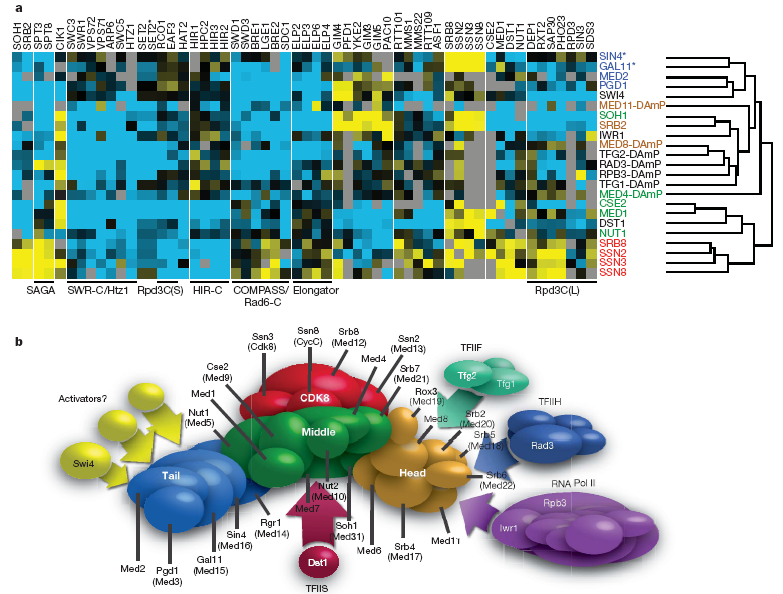 a
SOH1
SRB2
SPT3
SPT8
CIK1
SWC3
SWR1
VPS72
VPS71
ARP6
SWC5
HTZ1
SIT2
SET2*
RCO1
EAF3
HAT2
HIR1
HPC2
HIR3
HIR2
SWD1
SWD3
BRE1
LGE1
BRE2
SDC1
ELP2
ELP3
ELP6
ELP4
GIM4
PFD1
YKE2
GIM3
GIM5
PAC10
RTT101
MMS1
MMS22
RTT109
ASF1
SRB8
SSN2
SSN3
SSN8
CSE2
MED1
DST1
NUT1
DEP1
RXT2
SAP30
PHO23
RPD3
SIN3
SDS3
SIN4*
GAL11*
MED2
PGD1
SWI4
MED11-DAmP
SOH1
SRB2
IWR1
MED8-DAmP
TFG2-DAmP
RAD3-DAmP
RPB3-DAmP
TFG1-DAmP
MED4-DAmP
CSE2
MED1
DST1
NUT1
SRB8
SSN2
SSN3
SSN8
SAGA
SWR-C/Htz1
Rpd3C(S)
HIR-C
COMPASS/
Rad6-C
Elongator
Rpd3C(L)
b
Ssn3
(Cdk8)
Ssn8
(CycC)
Srb8
(Med12)
Ssn2
(Med13)
Cse2
(Med9)
Med4
Srb7
(Med21)
TFIIF
Tfg2
Tfg1
Activators?
Med1
Rox3
(Med19)
CDK8
Nut1
(Med5)
Med8
Srb2
(Med20)
TFIIH
Middle
Srb5
(Med18)
Rad3
Swi4
Tail
Head
Srb6
(Med22)
RNA Pol II
Nut2
(Med10)
Rpb3
Med7
Iwr1
Soh1
(Med31)
Rgr1
(Med14)
Sin4
(Med16)
Med11
Med6
Srb4
(Med17)
Gal11
(Med15)
Dst1
Med2
Pgd1
(Med3)
TFIIS